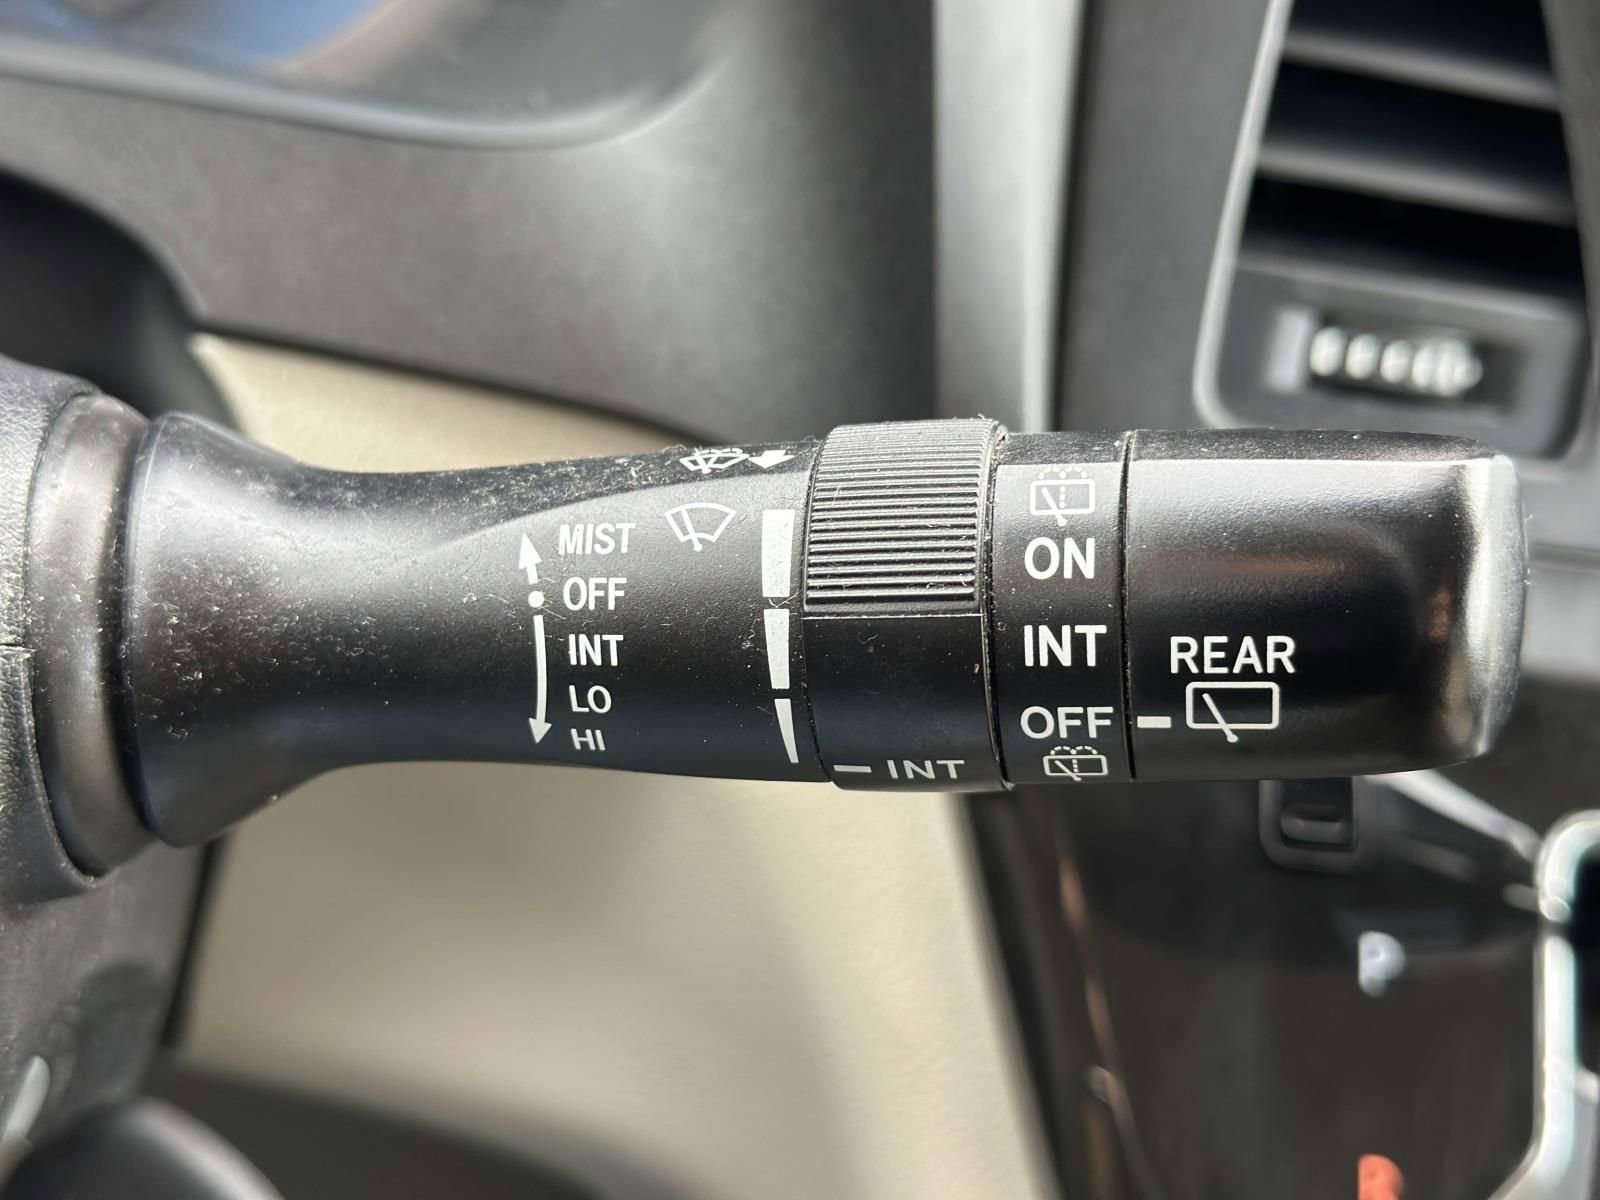 MIST
OFF
INT
LO
HI
INT
ON
INT
OFF
REAR